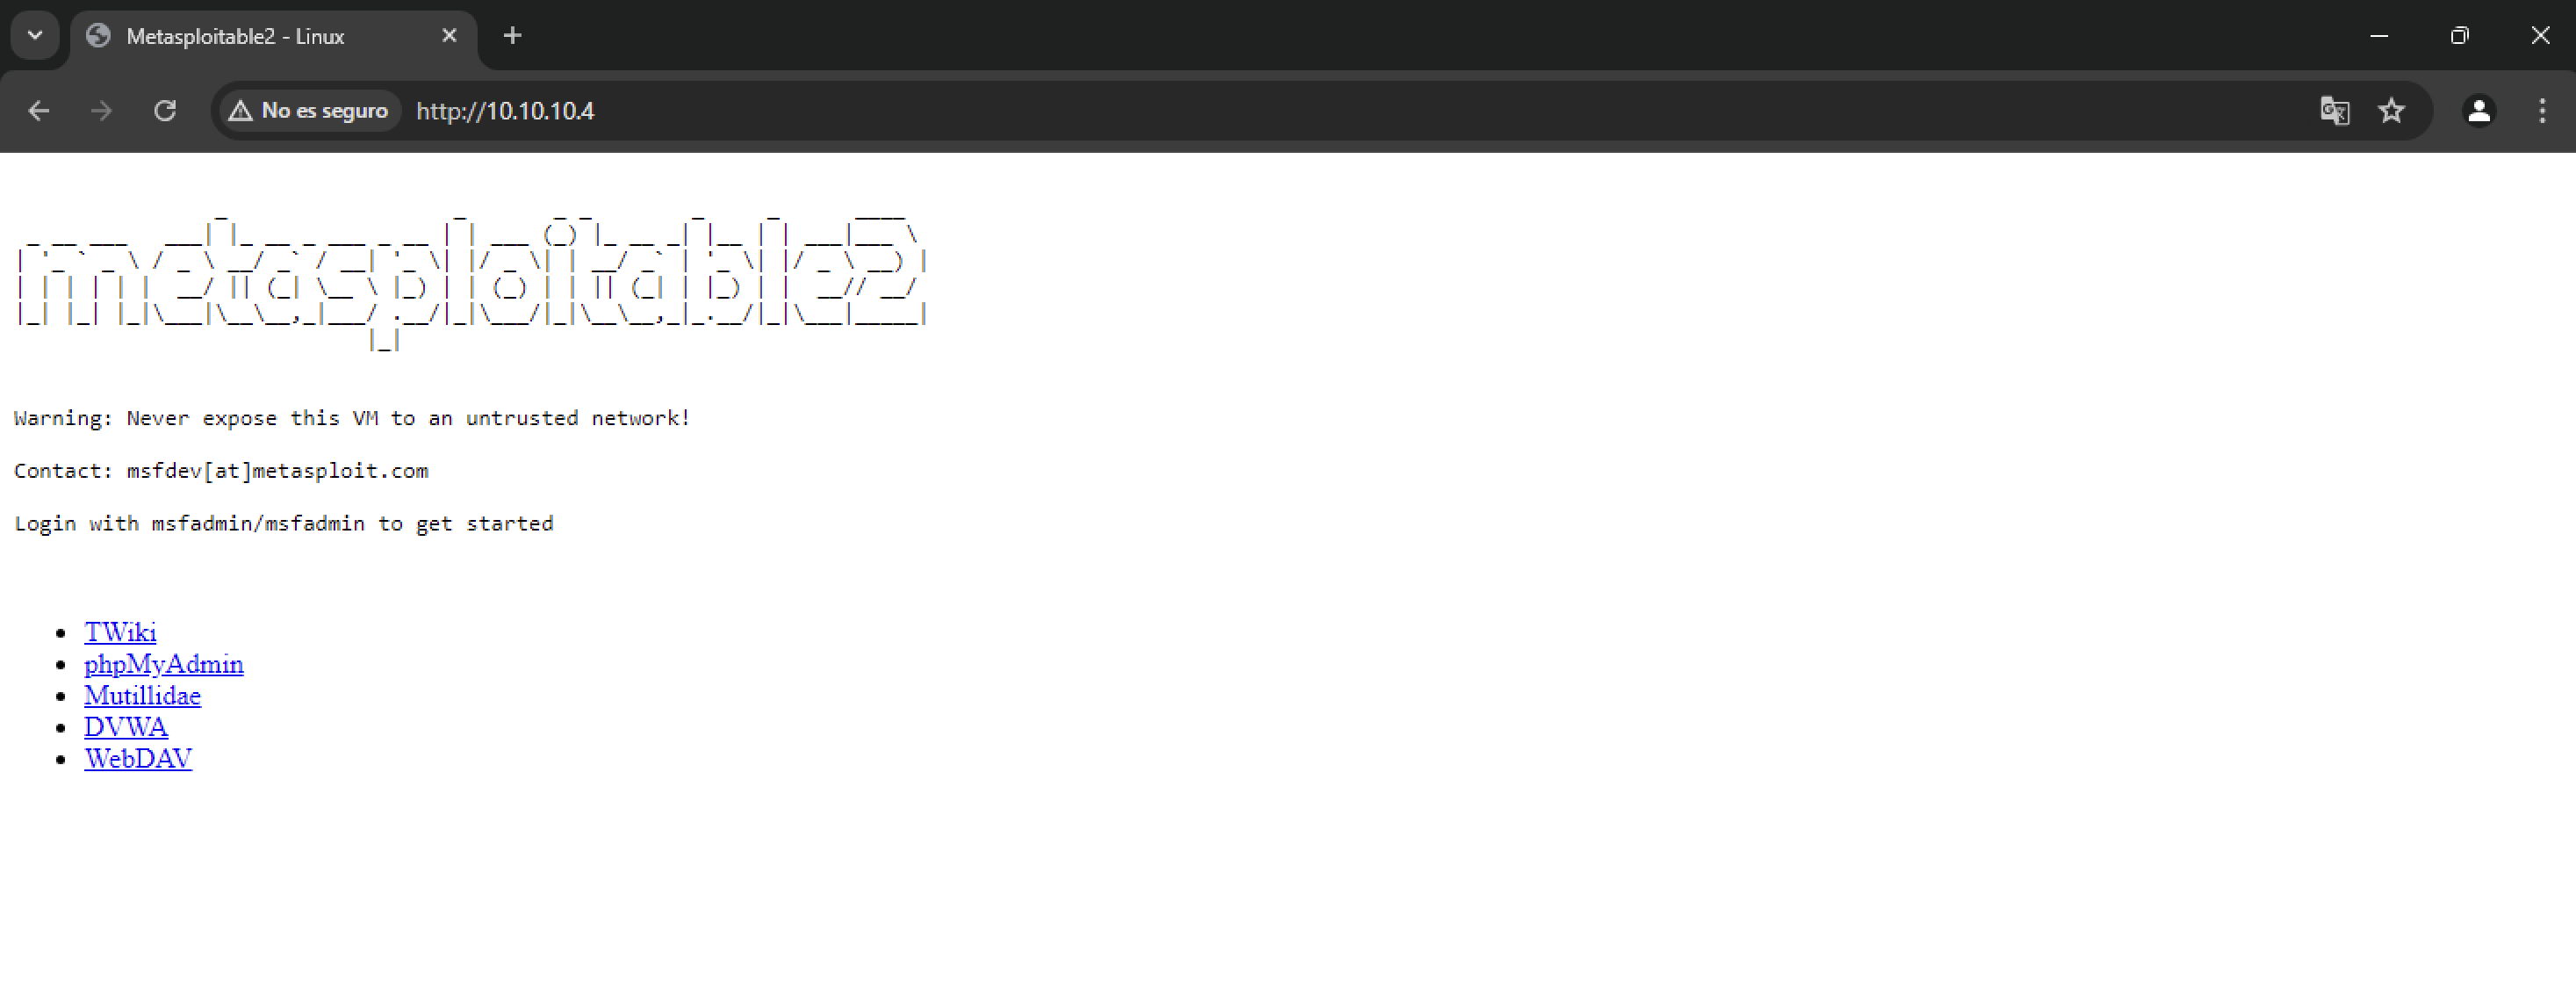 Metasploitable2 - Linux
No es seguro
http://10.10.10.4
metasploitable2
Warning: Never expose this VM to an untrusted network!
Contact: msfdev[at]metasploit.com
Login with msfadmin/msfadmin to get started
TWiki
phpMyAdmin
Mutillidae
DVWA
WebDAV